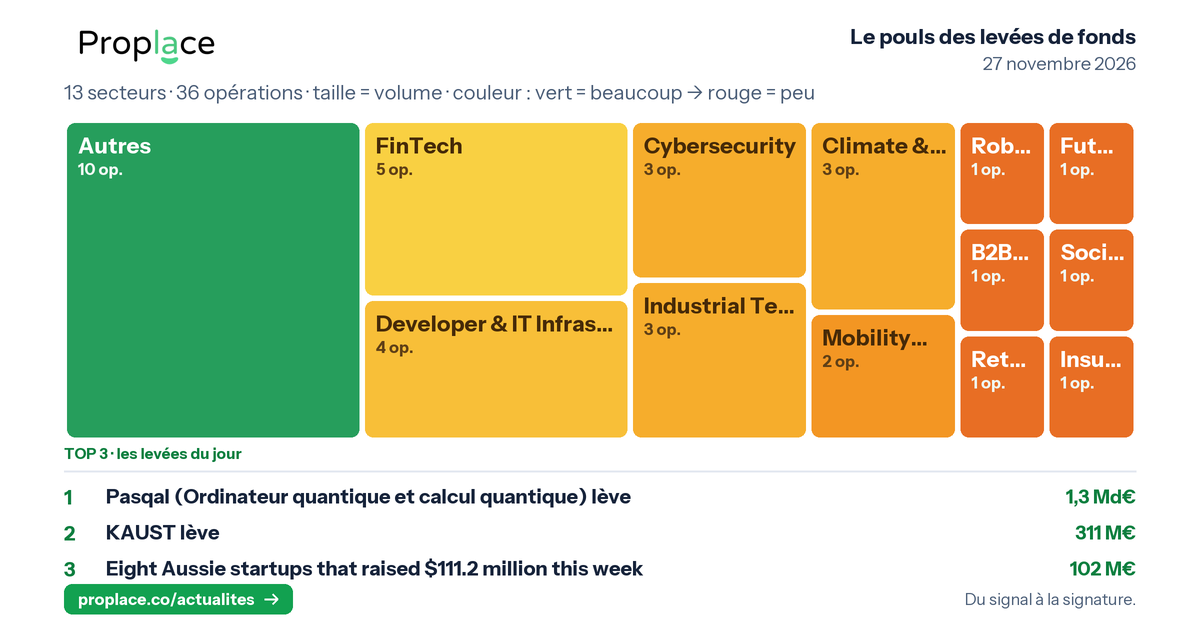 Proplace
Le pouls des levées de fonds
27 novembre 2026
13 secteurs · 36 opérations · taille = volume · couleur : vert = beaucoup → rouge = peu
Autres
10 op.
FinTech
5 op.
Developer & IT Infras...
4 op.
Cybersecurity
3 op.
Industrial Te...
3 op.
Climate &...
3 op.
Mobility...
2 op.
Rob...
1 op.
Fut...
1 op.
B2B...
1 op.
Soci...
1 op.
Ret...
1 op.
Insu...
1 op.
TOP 3 · les levées du jour
1 Pasqal (Ordinateur quantique et calcul quantique) lève 1,3 Md€
2 KAUST lève 311 M€
3 Eight Aussie startups that raised $111.2 million this week 102 M€
proplace.co/actualites →
Du signal à la signature.